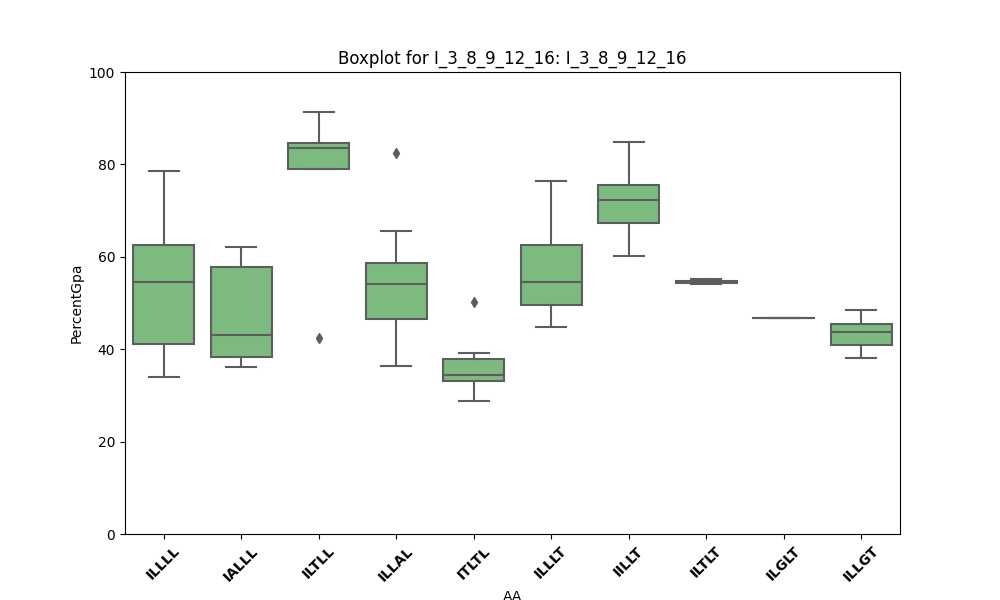 Boxplot for I_3_8_9_12_16: I_3_8_9_12_16
100
80
60
40
20
0
PercentGpa
ILLLL IALLL ILTLL ILLAL ITLTL ILLLT IILLT ILTLT ILGLT ILLGT
AA